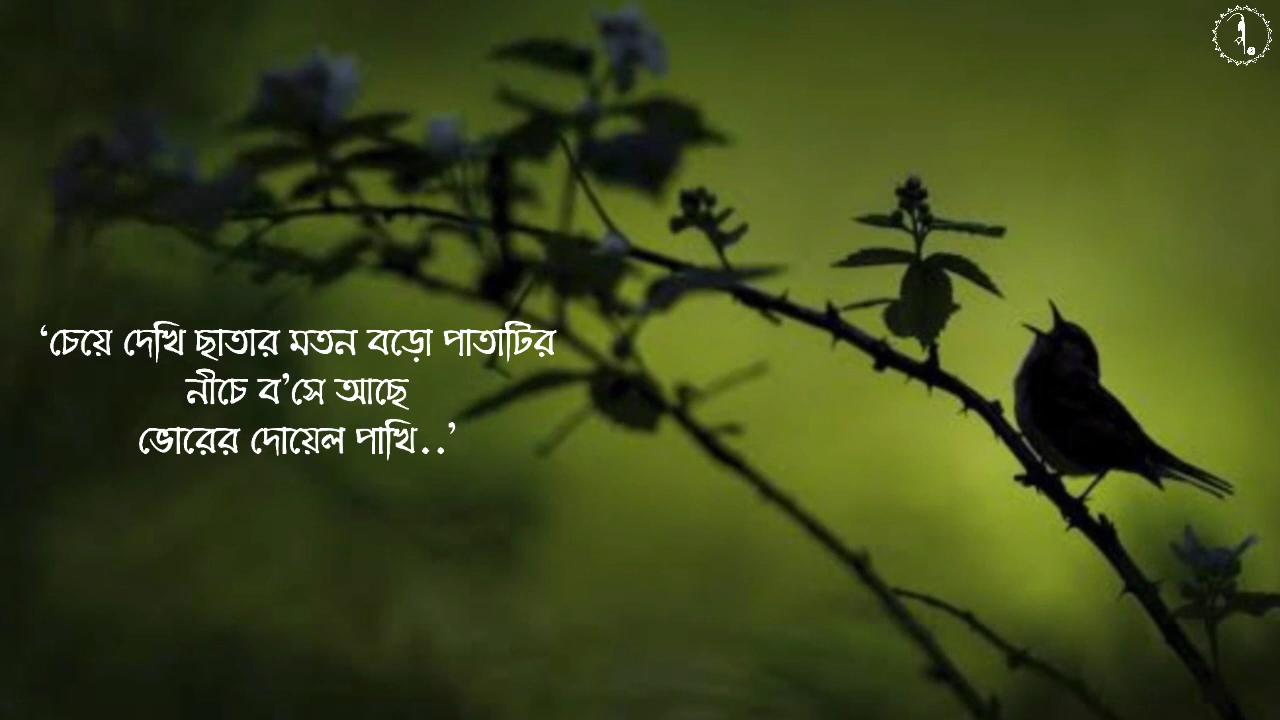 ‘চেয়ে দেখি ছাতার মতন বড়ো পাতাটির
নীচে ব’সে আছে
ভোরের দোয়েল পাখি..’